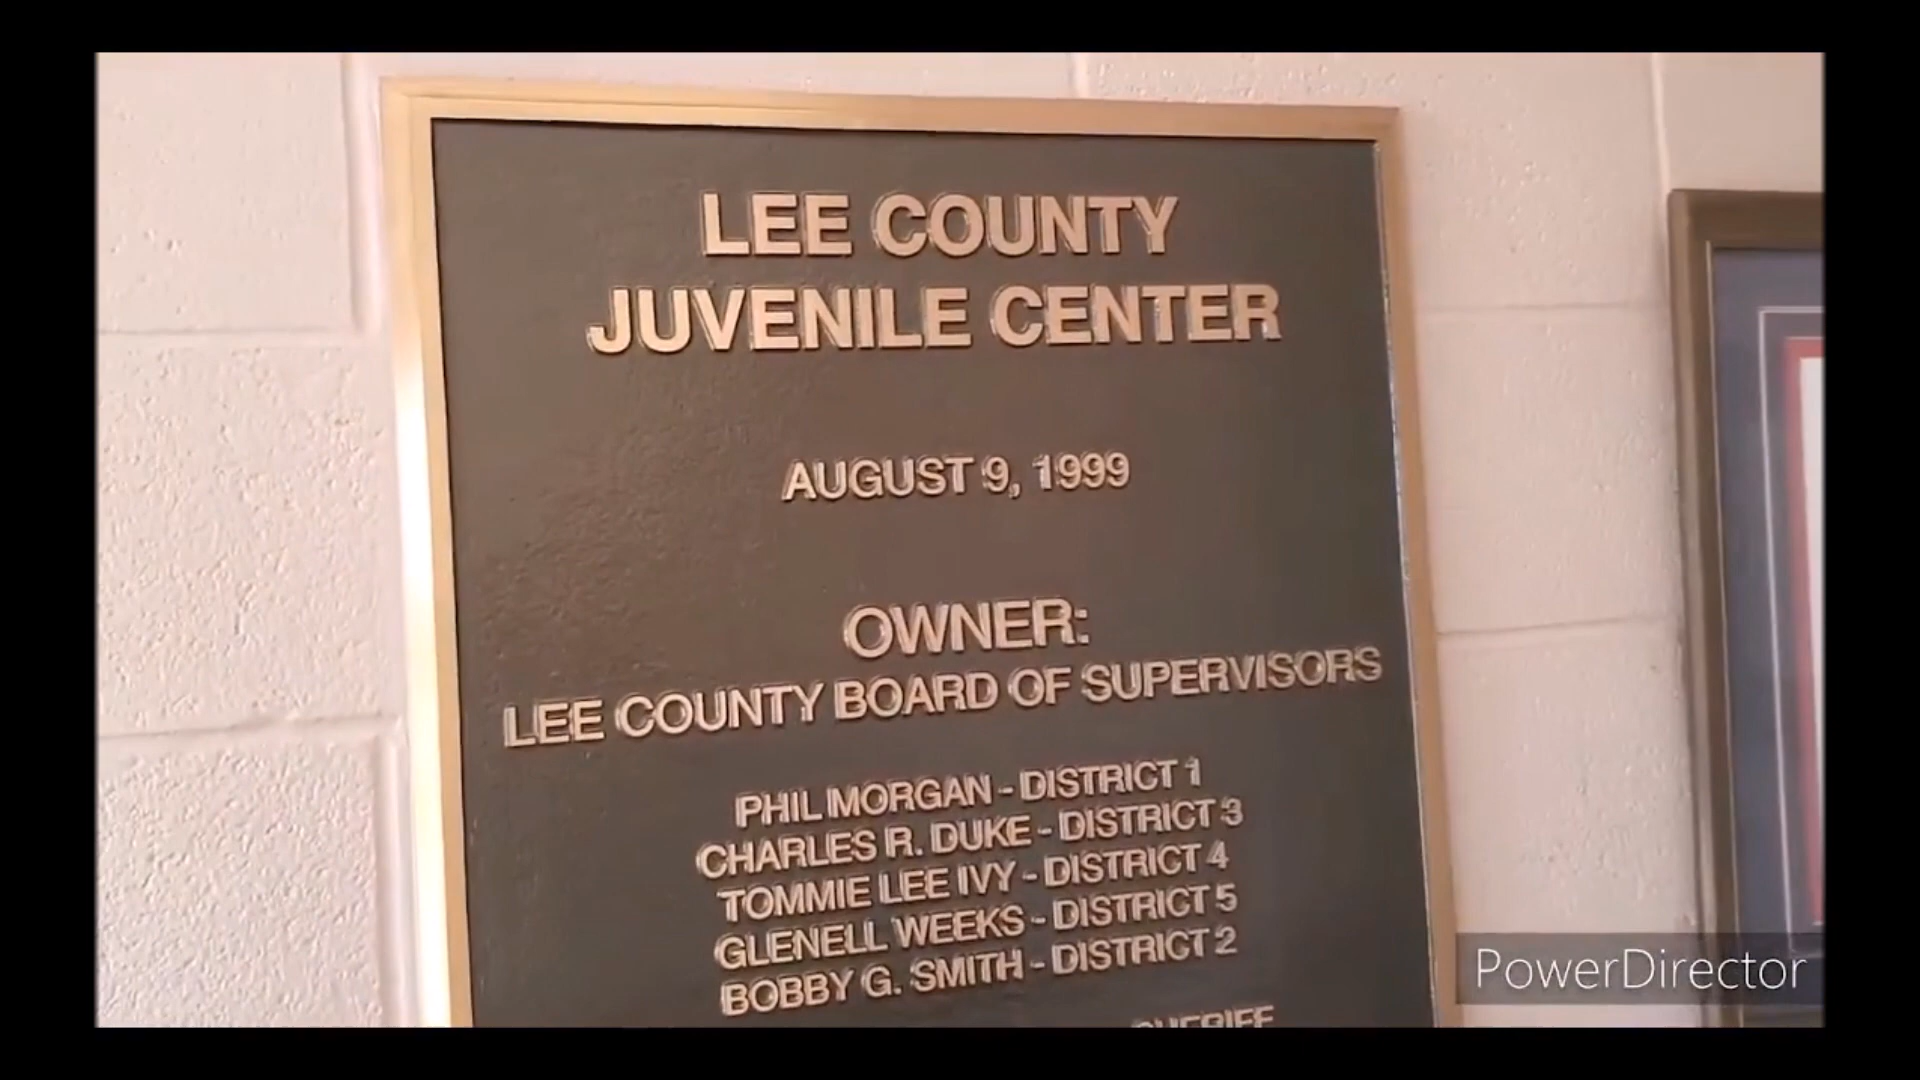 LEE COUNTY
JUVENILE CENTER
AUGUST 9, 1999
OWNER:
LEE COUNTY BOARD OF SUPERVISORS
PHIL MORGAN - DISTRICT 1
CHARLES R. DUKE - DISTRICT 3
TOMMIE LEE IVY - DISTRICT 4
GLENELL WEEKS - DISTRICT 5
BOBBY G. SMITH - DISTRICT 2
SHERIFF
PowerDirector